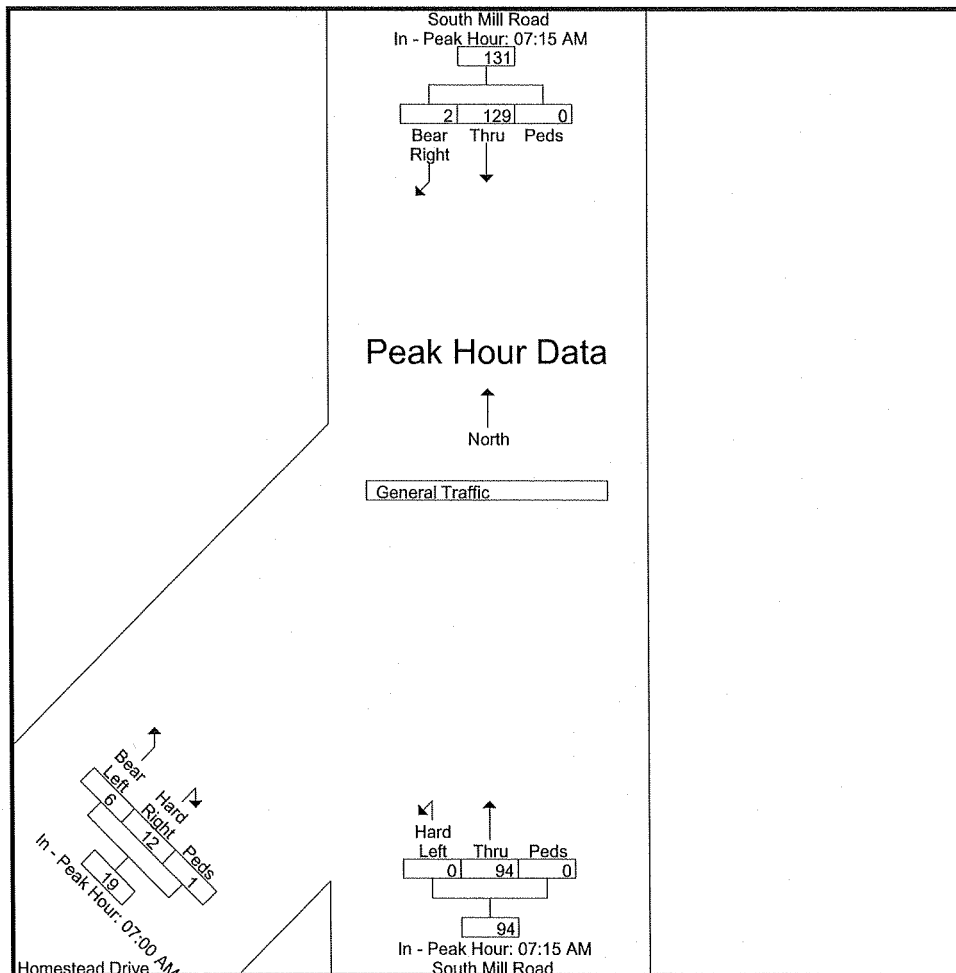 South Mill Road
In - Peak Hour: 07:15 AM
131
2 129 0
Bear Right Thru Peds
Peak Hour Data
North
General Traffic
Bear Left Hard Right Peds
6 12 1
19
In - Peak Hour: 07:00 AM
Homestead Drive
Hard Left Thru Peds
0 94 0
94
In - Peak Hour: 07:15 AM
South Mill Road